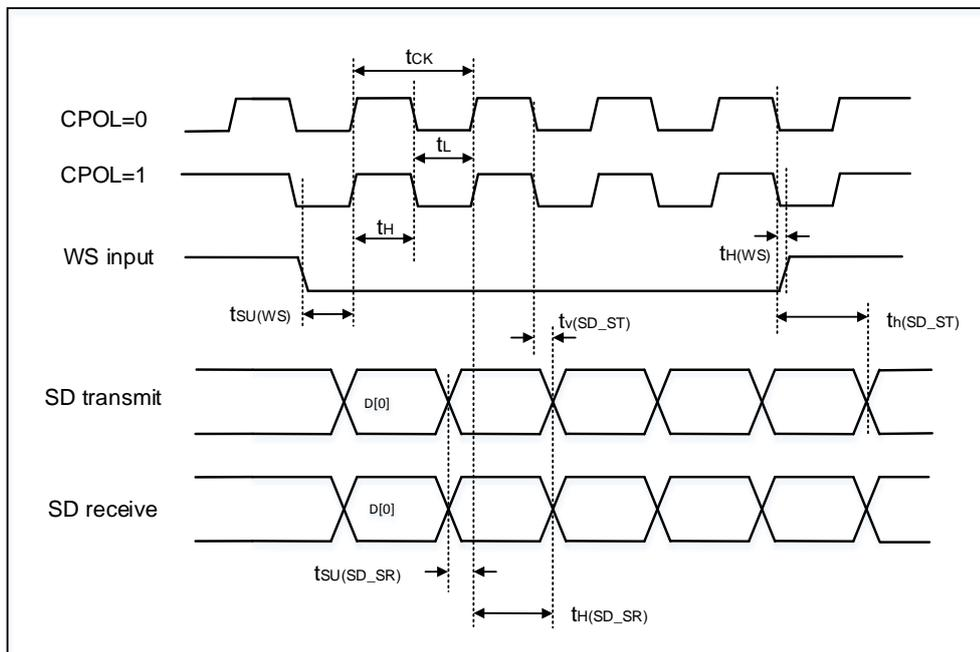 tCK
CPOL=0
tL
CPOL=1
tH
tH(WS)
WS input
tSU(WS)
tv(SD_ST)
th(SD_ST)
SD transmit
D[0]
SD receive
D[0]
tSU(SD_SR)
tH(SD_SR)